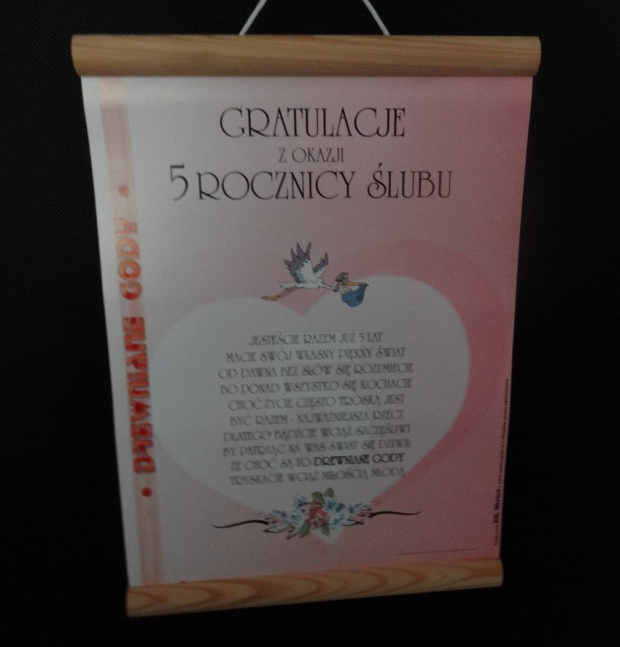 GRATULACJE
Z OKAZJI
5 ROCZNICY ŚLUBU
• DREWNIANE GODY •
JESTEŚCIE RAZEM JUŻ 5 LAT
MACIE SWÓJ WŁASNY PIĘKNY ŚWIAT
OD DAWNA BEZ SŁÓW SIĘ ROZUMIECIE
BO PONAD WSZYSTKO SIĘ KOCHACIE
CHOĆ ŻYCIE CZĘSTO TROSKĄ JEST
BYĆ RAZEM - NAJWAŻNIEJSZA RZECZ
DLATEGO BĄDŹCIE WCIĄŻ SZCZĘŚLIWI
BY PATRZĄC NA WAS ŚWIAT SIĘ DZIWIŁ
ŻE CHOĆ SĄ TO DREWNIANE GODY
TRYSKACIE WCIĄŻ MIŁOŚCIĄ MŁODĄ